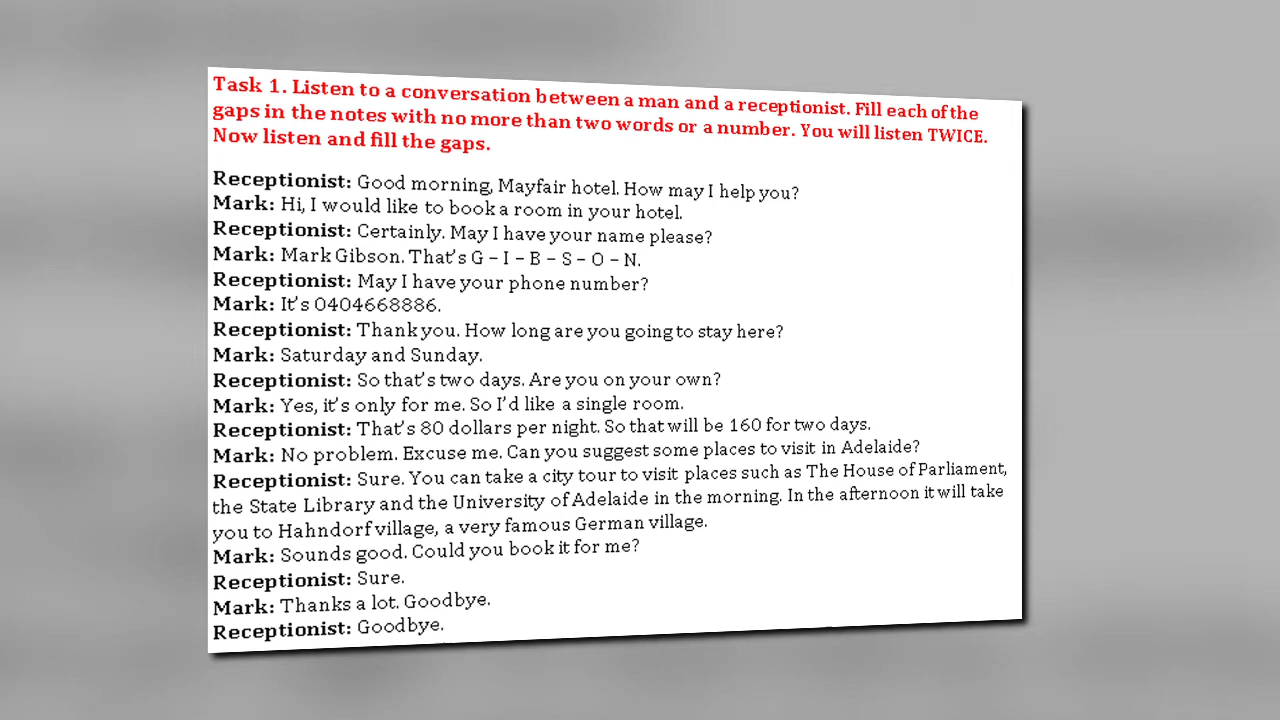 Task 1. Listen to a conversation between a man and a receptionist. Fill each of the
gaps in the notes with no more than two words or a number. You will listen TWICE.
Now listen and fill the gaps.
Receptionist: Good morning, Mayfair hotel. How may I help you?
Mark: Hi, I would like to book a room in your hotel.
Receptionist: Certainly. May I have your name please?
Mark: Mark Gibson. That's G – I – B – S – O – N.
Receptionist: May I have your phone number?
Mark: It's 0404668886.
Receptionist: Thank you. How long are you going to stay here?
Mark: Saturday and Sunday.
Receptionist: So that's two days. Are you on your own?
Mark: Yes, it's only for me. So I'd like a single room.
Receptionist: That's 80 dollars per night. So that will be 160 for two days.
Mark: No problem. Excuse me. Can you suggest some places to visit in Adelaide?
Receptionist: Sure. You can take a city tour to visit places such as The House of Parliament,
the State Library and the University of Adelaide in the morning. In the afternoon it will take
you to Hahndorf village, a very famous German village.
Mark: Sounds good. Could you book it for me?
Receptionist: Sure.
Mark: Thanks a lot. Goodbye.
Receptionist: Goodbye.